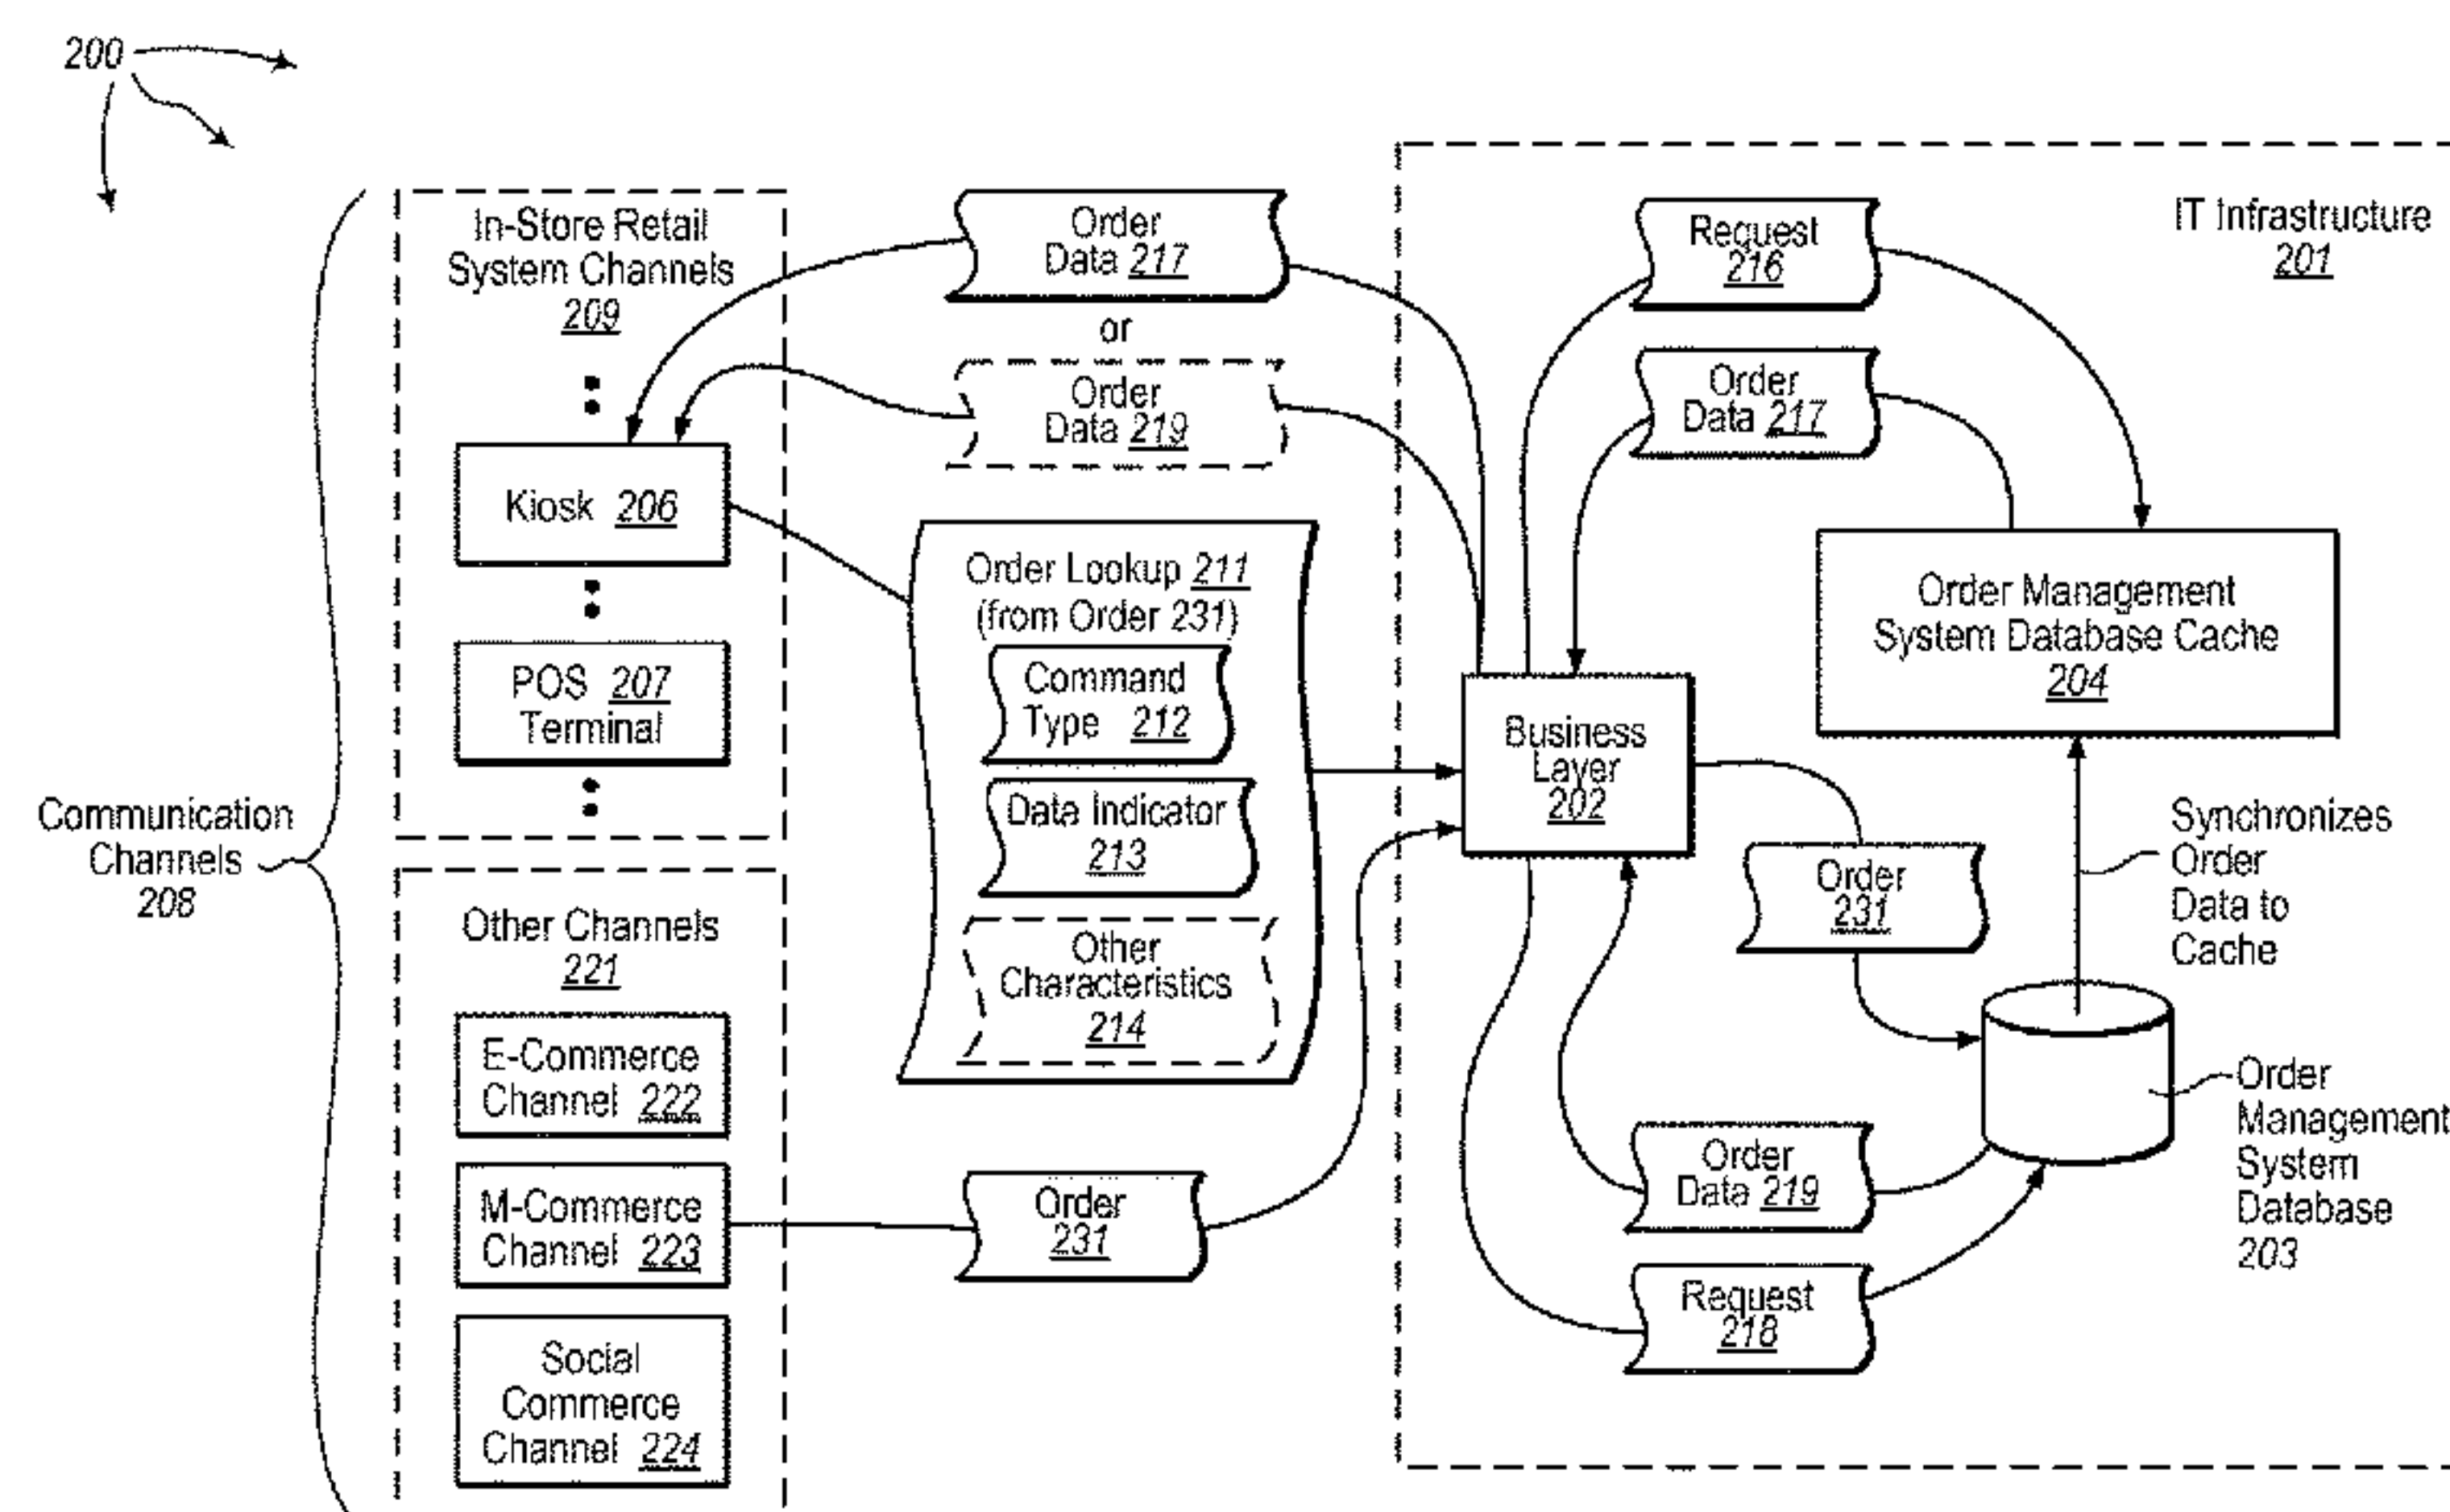 200
In-Store Retail
System Channels
209
Kiosk 206
POS 207
Terminal
Communication
Channels
208
Other Channels
221
E-Commerce
Channel 222
M-Commerce
Channel 223
Social
Commerce
Channel 224
Order
Data 217
or
Order
Data 219
Order Lookup 211
(from Order 231)
Command
Type 212
Data Indicator
213
Other
Characteristics
214
Order
231
IT Infrastructure
201
Request
216
Order
Data 217
Order Management
System Database Cache
204
Business
Layer
202
Order
231
Synchronizes
Order
Data to
Cache
Order
Data 219
Request
218
Order
Management
System
Database
203